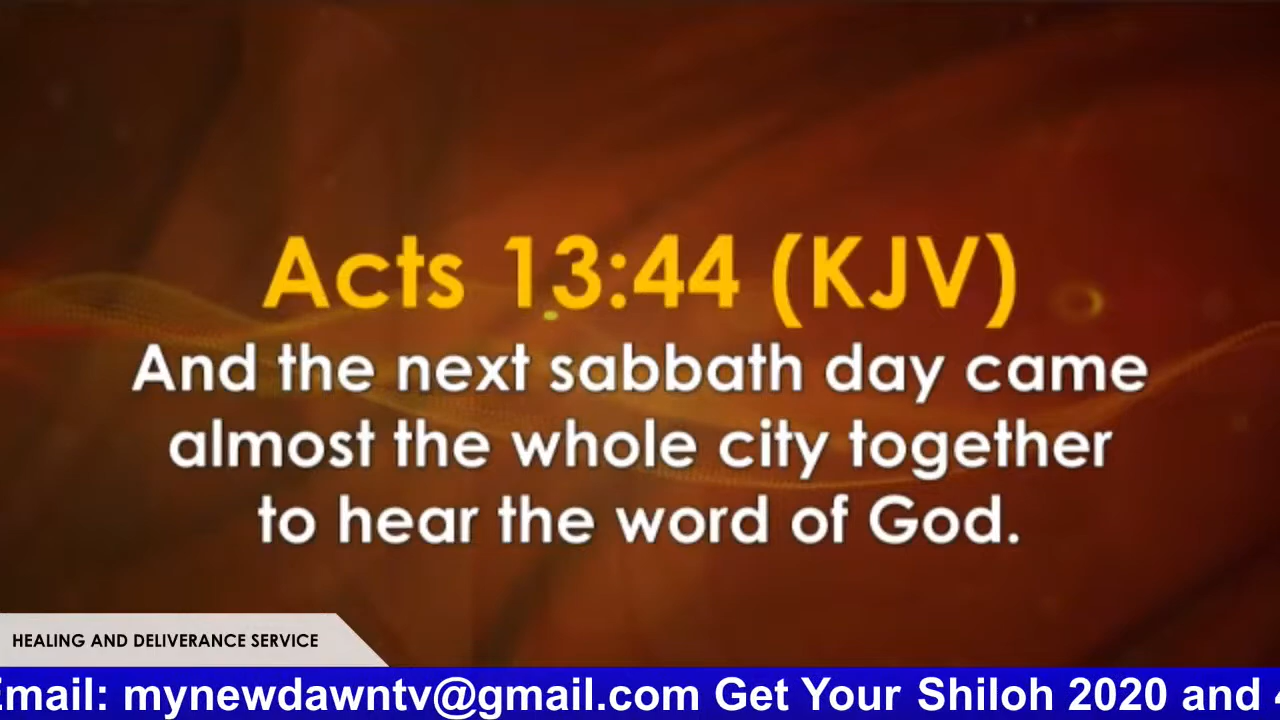 Acts 13:44 (KJV)
And the next sabbath day came
almost the whole city together
to hear the word of God.
HEALING AND DELIVERANCE SERVICE
Email: mynewdawntv@gmail.com Get Your Shiloh 2020 and